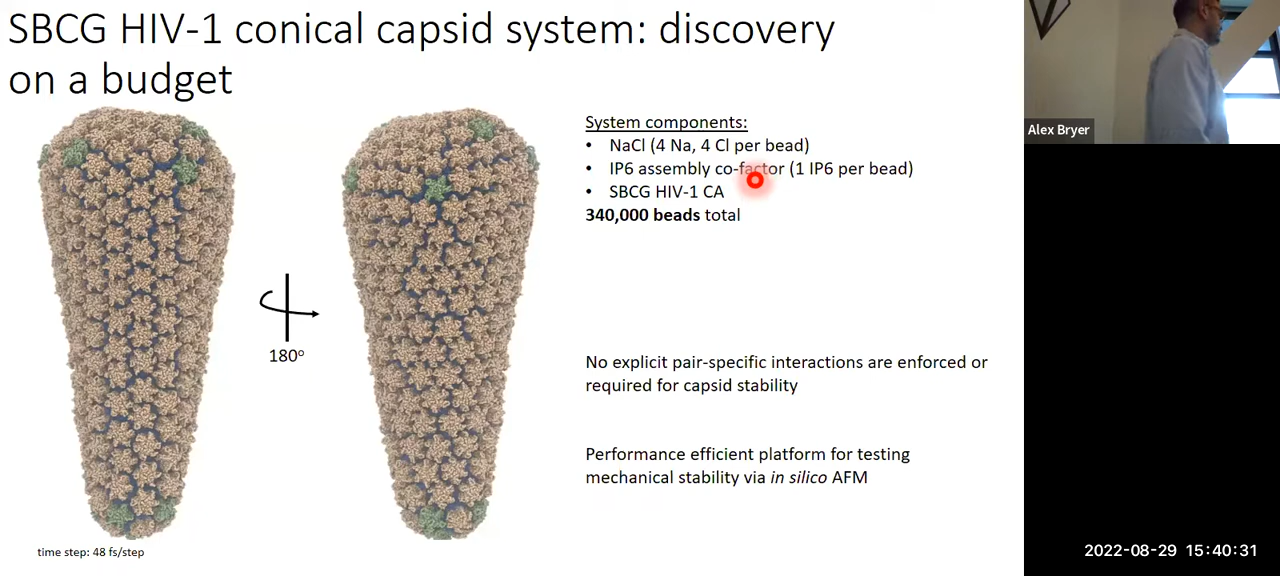 SBCG HIV-1 conical capsid system: discovery
on a budget
System components:
• NaCl (4 Na, 4 Cl per bead)
• IP6 assembly co-factor (1 IP6 per bead)
• SBCG HIV-1 CA
340,000 beads total
180°
No explicit pair-specific interactions are enforced or
required for capsid stability
Performance efficient platform for testing
mechanical stability via in silico AFM
time step: 48 fs/step
Alex Bryer
2022-08-29 15:40:31